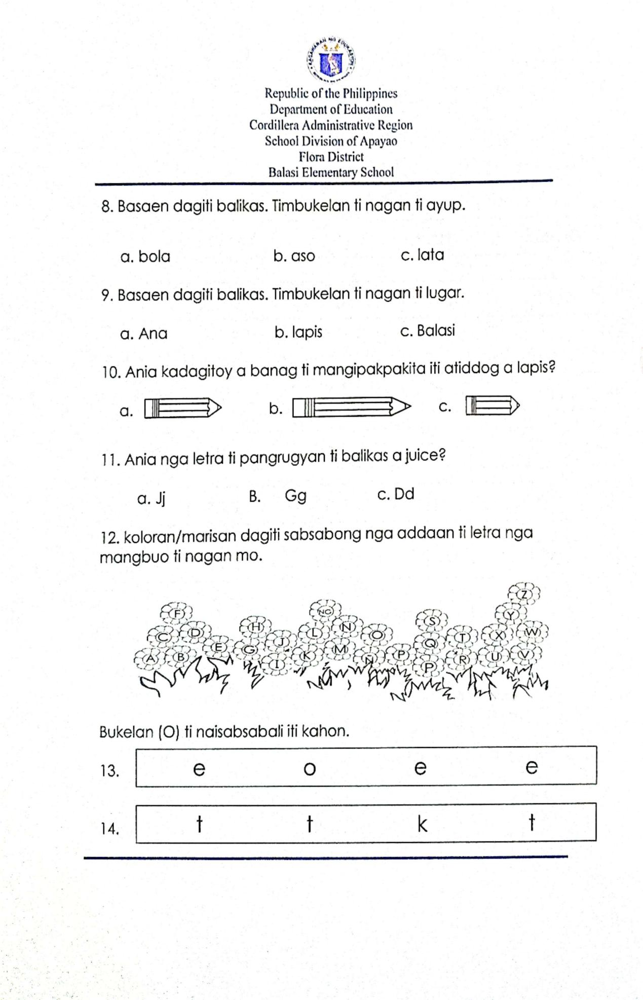 KAGAWARAN NG EDUKASYON
Republic of the Philippines
Department of Education
Cordillera Administrative Region
School Division of Apayao
Flora District
Balasi Elementary School
8. Basaen dagiti balikas. Timbukelan ti nagan ti ayup.
a. bola b. aso c. lata
9. Basaen dagiti balikas. Timbukelan ti nagan ti lugar.
a. Ana b. lapis c. Balasi
10. Ania kadagitoy a banag ti mangipakpakita iti atiddog a lapis?
a. b. c.
11. Ania nga letra ti pangrugyan ti balikas a juice?
a. Jj B. Gg c. Dd
12. koloran/marisan dagiti sabsabong nga addaan ti letra nga
mangbuo ti nagan mo.
Z
F NG Y
H N S
C D L O T X W
J Q
A B E G I K M Ñ P P R U V
Bukelan (O) ti naisabsabali iti kahon.
13. e o e e
14. t t k t